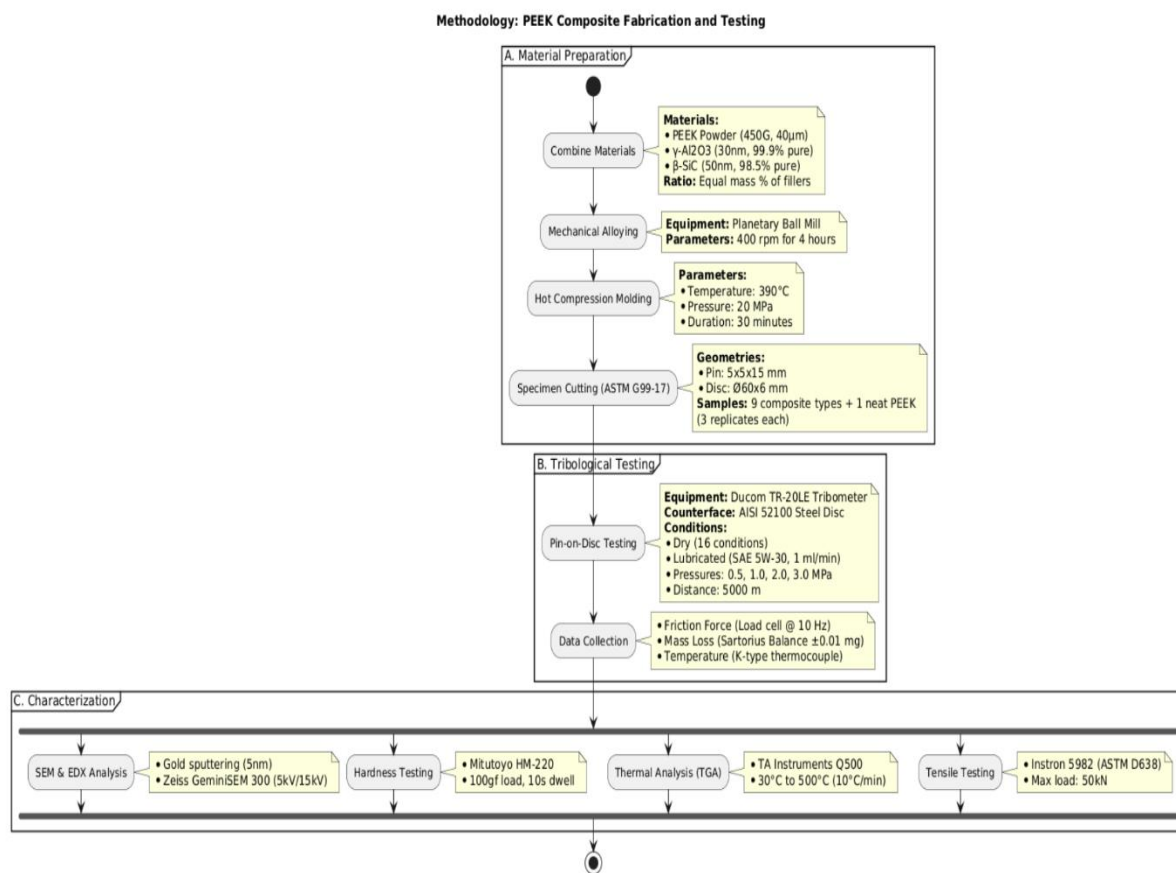 Methodology: PEEK Composite Fabrication and Testing
A. Material Preparation
Combine Materials
Materials:
• PEEK Powder (450G, 40μm)
• γ-Al2O3 (30nm, 99.9% pure)
• β-SiC (50nm, 98.5% pure)
Ratio: Equal mass % of fillers
Mechanical Alloying
Equipment: Planetary Ball Mill
Parameters: 400 rpm for 4 hours
Hot Compression Molding
Parameters:
• Temperature: 390°C
• Pressure: 20 MPa
• Duration: 30 minutes
Specimen Cutting (ASTM G99-17)
Geometries:
• Pin: 5x5x15 mm
• Disc: Ø60x6 mm
Samples: 9 composite types + 1 neat PEEK
(3 replicates each)
B. Tribological Testing
Pin-on-Disc Testing
Equipment: Ducom TR-20LE Tribometer
Counterface: AISI 52100 Steel Disc
Conditions:
• Dry (16 conditions)
• Lubricated (SAE 5W-30, 1 ml/min)
• Pressures: 0.5, 1.0, 2.0, 3.0 MPa
• Distance: 5000 m
Data Collection
• Friction Force (Load cell @ 10 Hz)
• Mass Loss (Sartorius Balance ±0.01 mg)
• Temperature (K-type thermocouple)
C. Characterization
SEM & EDX Analysis
• Gold sputtering (5nm)
• Zeiss GeminiSEM 300 (5kV/15kV)
Hardness Testing
• Mitutoyo HM-220
• 100gf load, 10s dwell
Thermal Analysis (TGA)
• TA Instruments Q500
• 30°C to 500°C (10°C/min)
Tensile Testing
• Instron 5982 (ASTM D638)
• Max load: 50kN